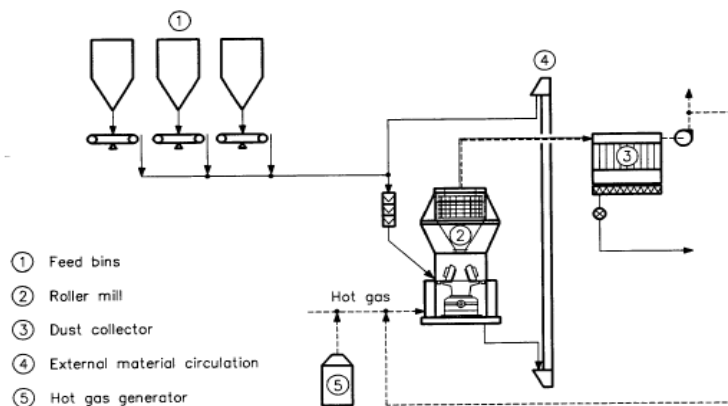 1
4
3
2
1 Feed bins
2 Roller mill
Hot gas
3 Dust collector
4 External material circulation
5
5 Hot gas generator